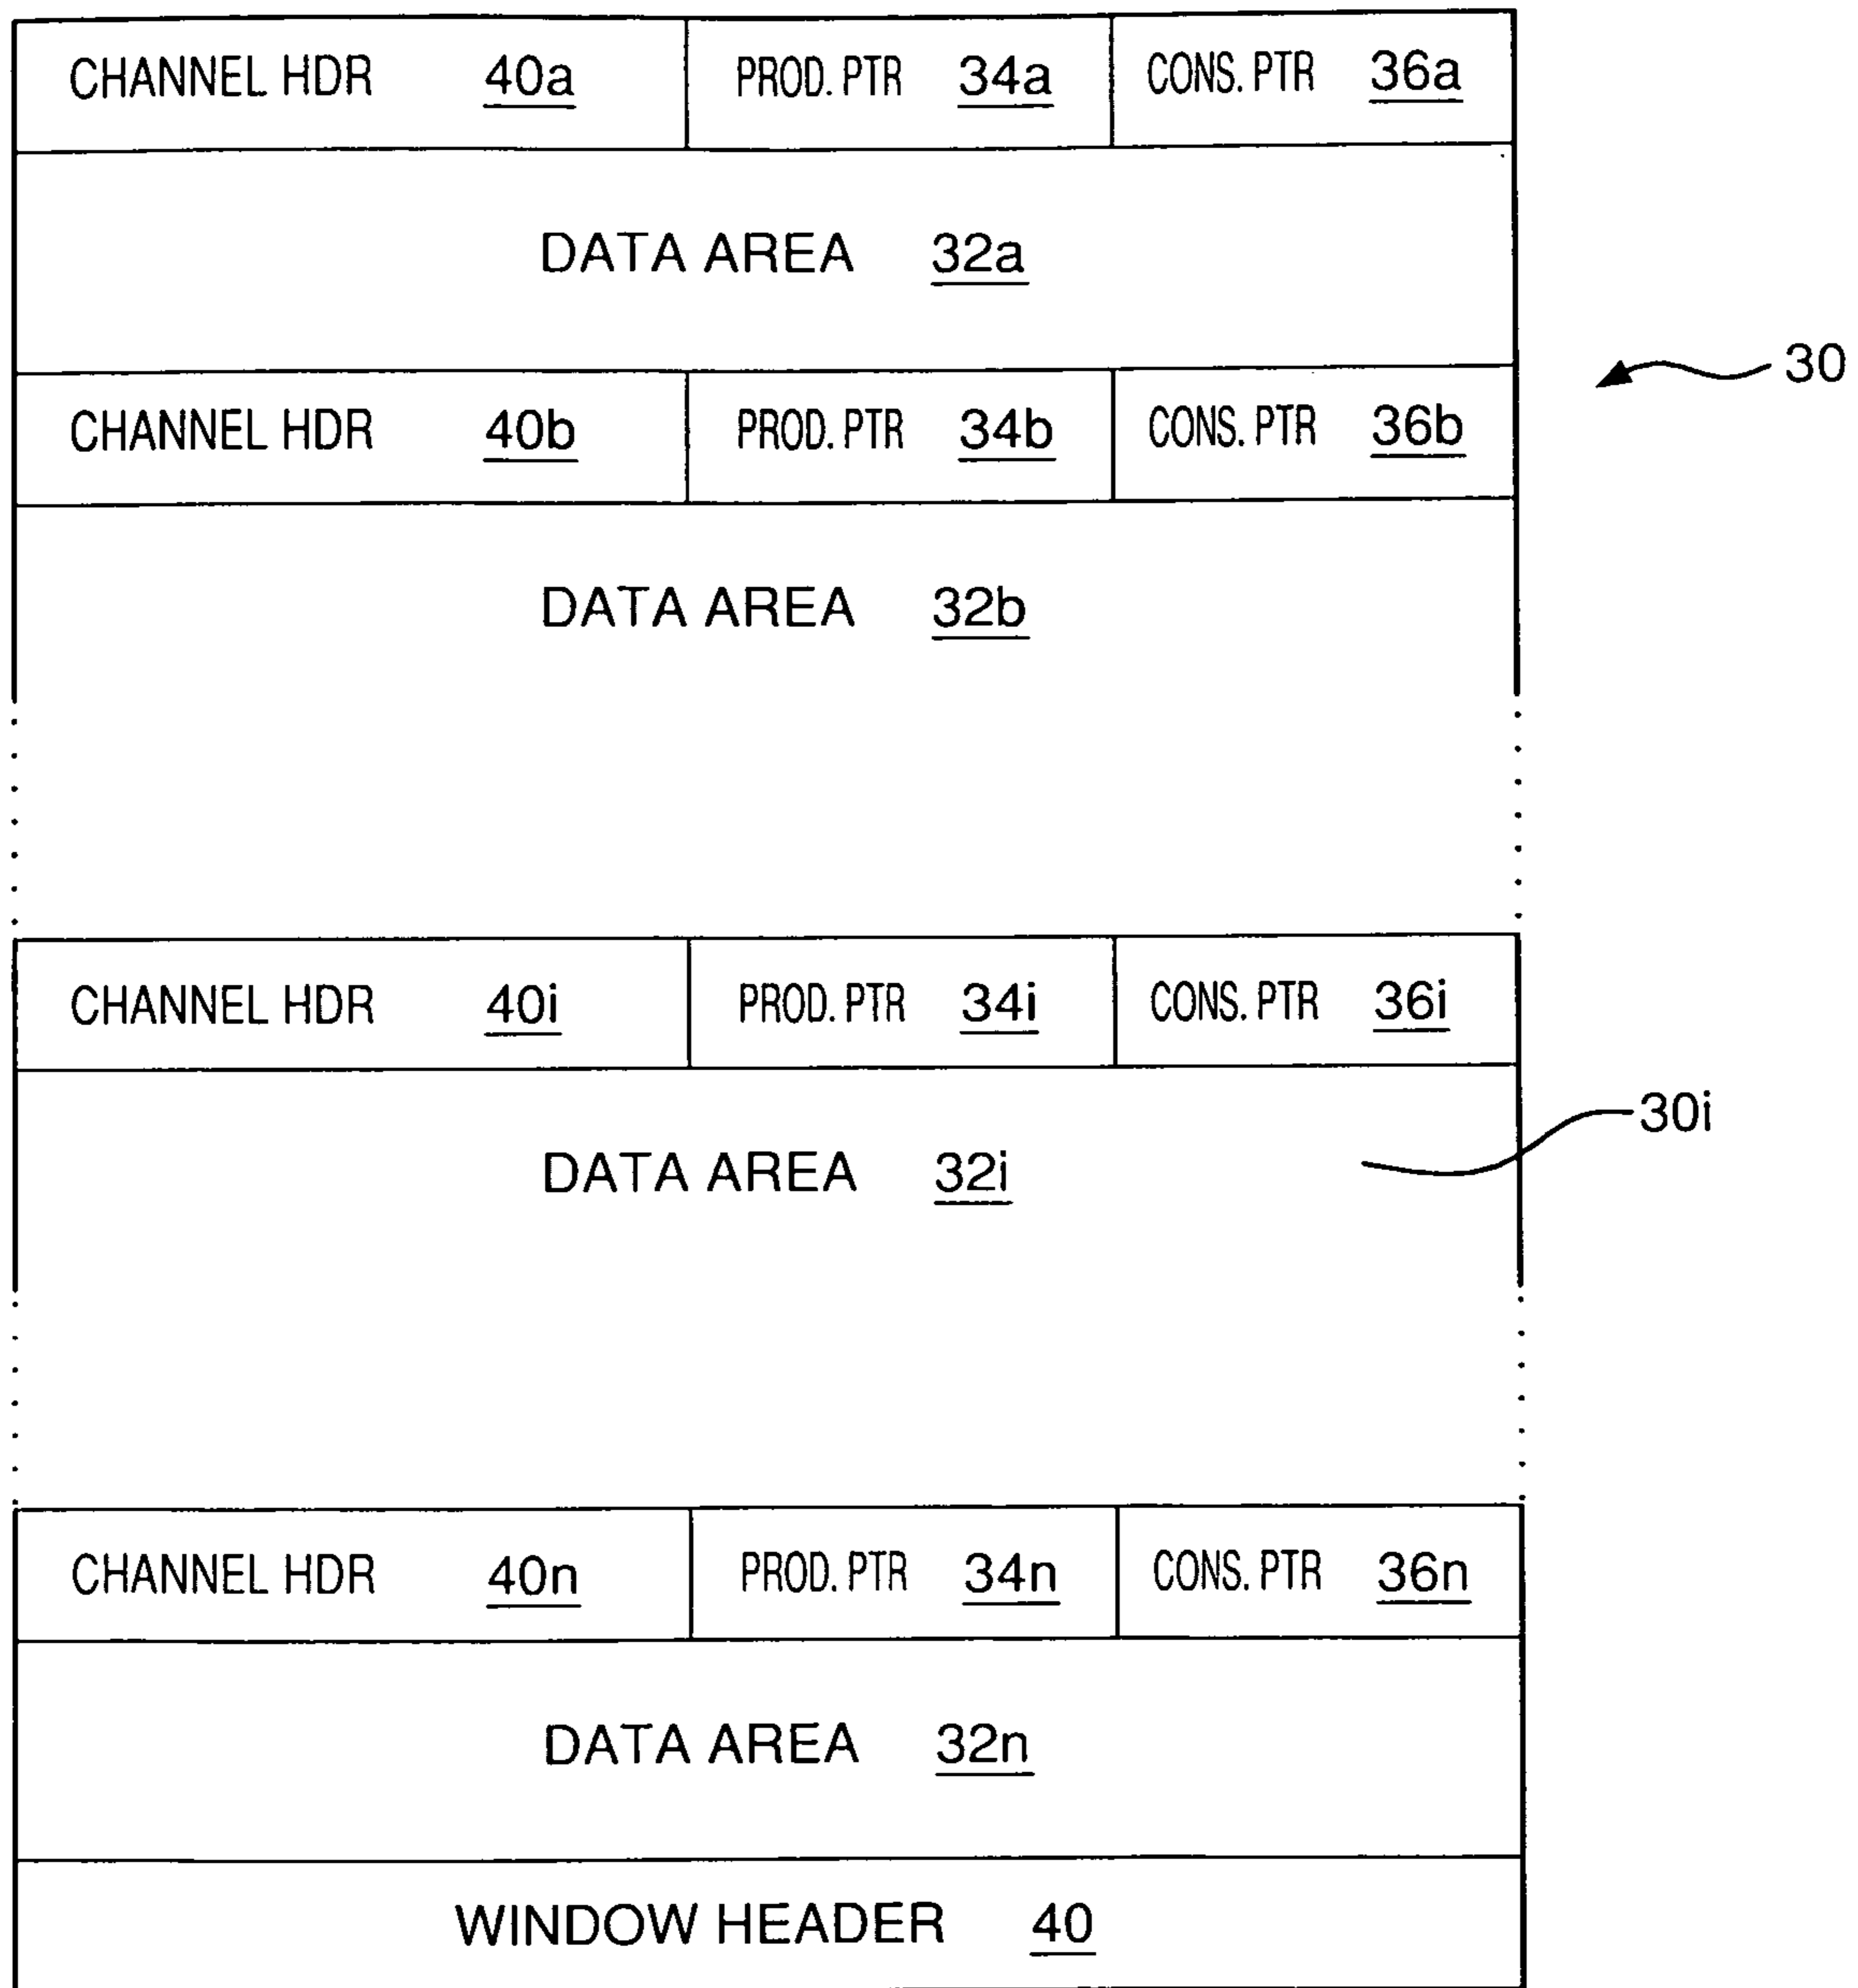 CHANNEL HDR 40a PROD. PTR 34a CONS. PTR 36a
DATA AREA 32a
30
CHANNEL HDR 40b PROD. PTR 34b CONS. PTR 36b
DATA AREA 32b
CHANNEL HDR 40i PROD. PTR 34i CONS. PTR 36i
30i
DATA AREA 32i
CHANNEL HDR 40n PROD. PTR 34n CONS. PTR 36n
DATA AREA 32n
WINDOW HEADER 40